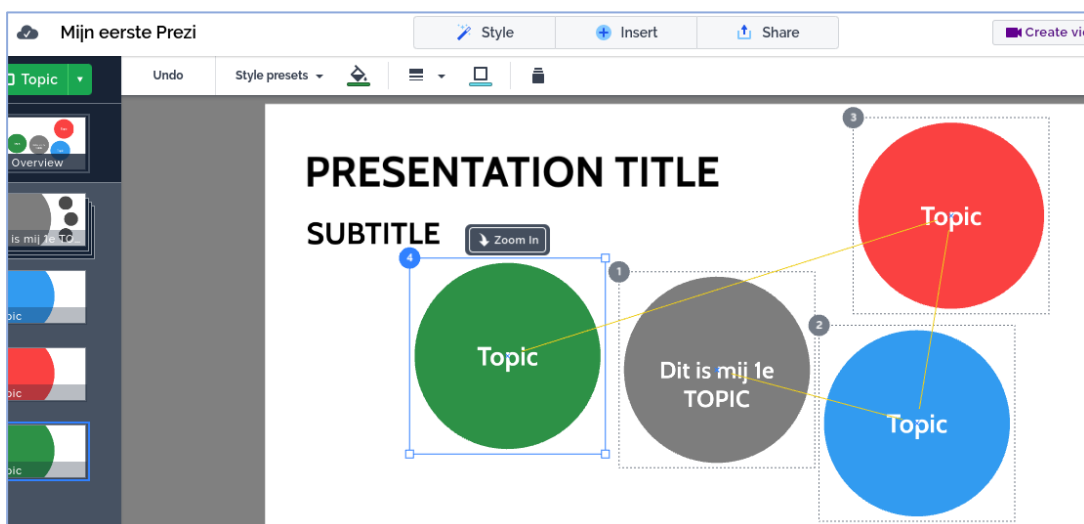 Mijn eerste Prezi
Style
Insert
Share
Create vi
Topic
Undo
Style presets
Overview
is mij 1e TO...
pic
pic
pic
PRESENTATION TITLE
SUBTITLE
Zoom In
3
Topic
4
Topic
1
Dit is mij 1e
TOPIC
2
Topic